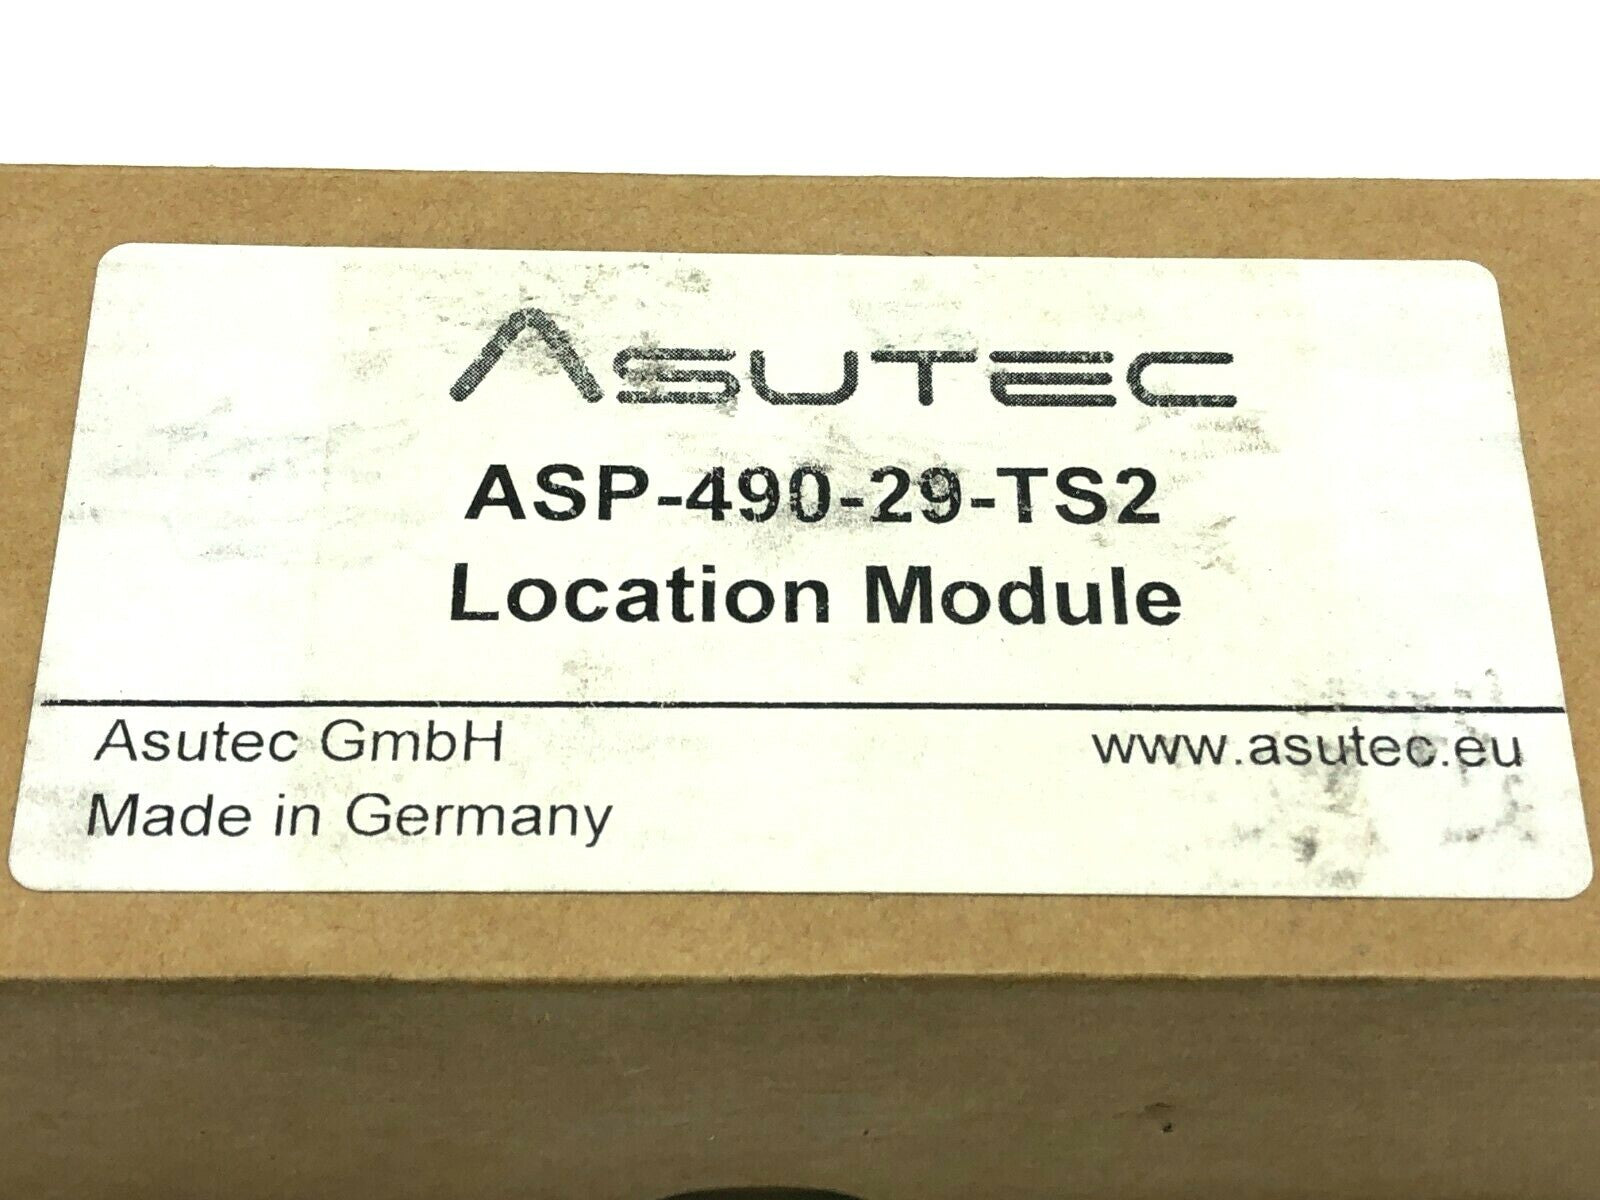 ASUTEC
ASP-490-29-TS2
Location Module
Asutec GmbH
www.asutec.eu
Made in Germany